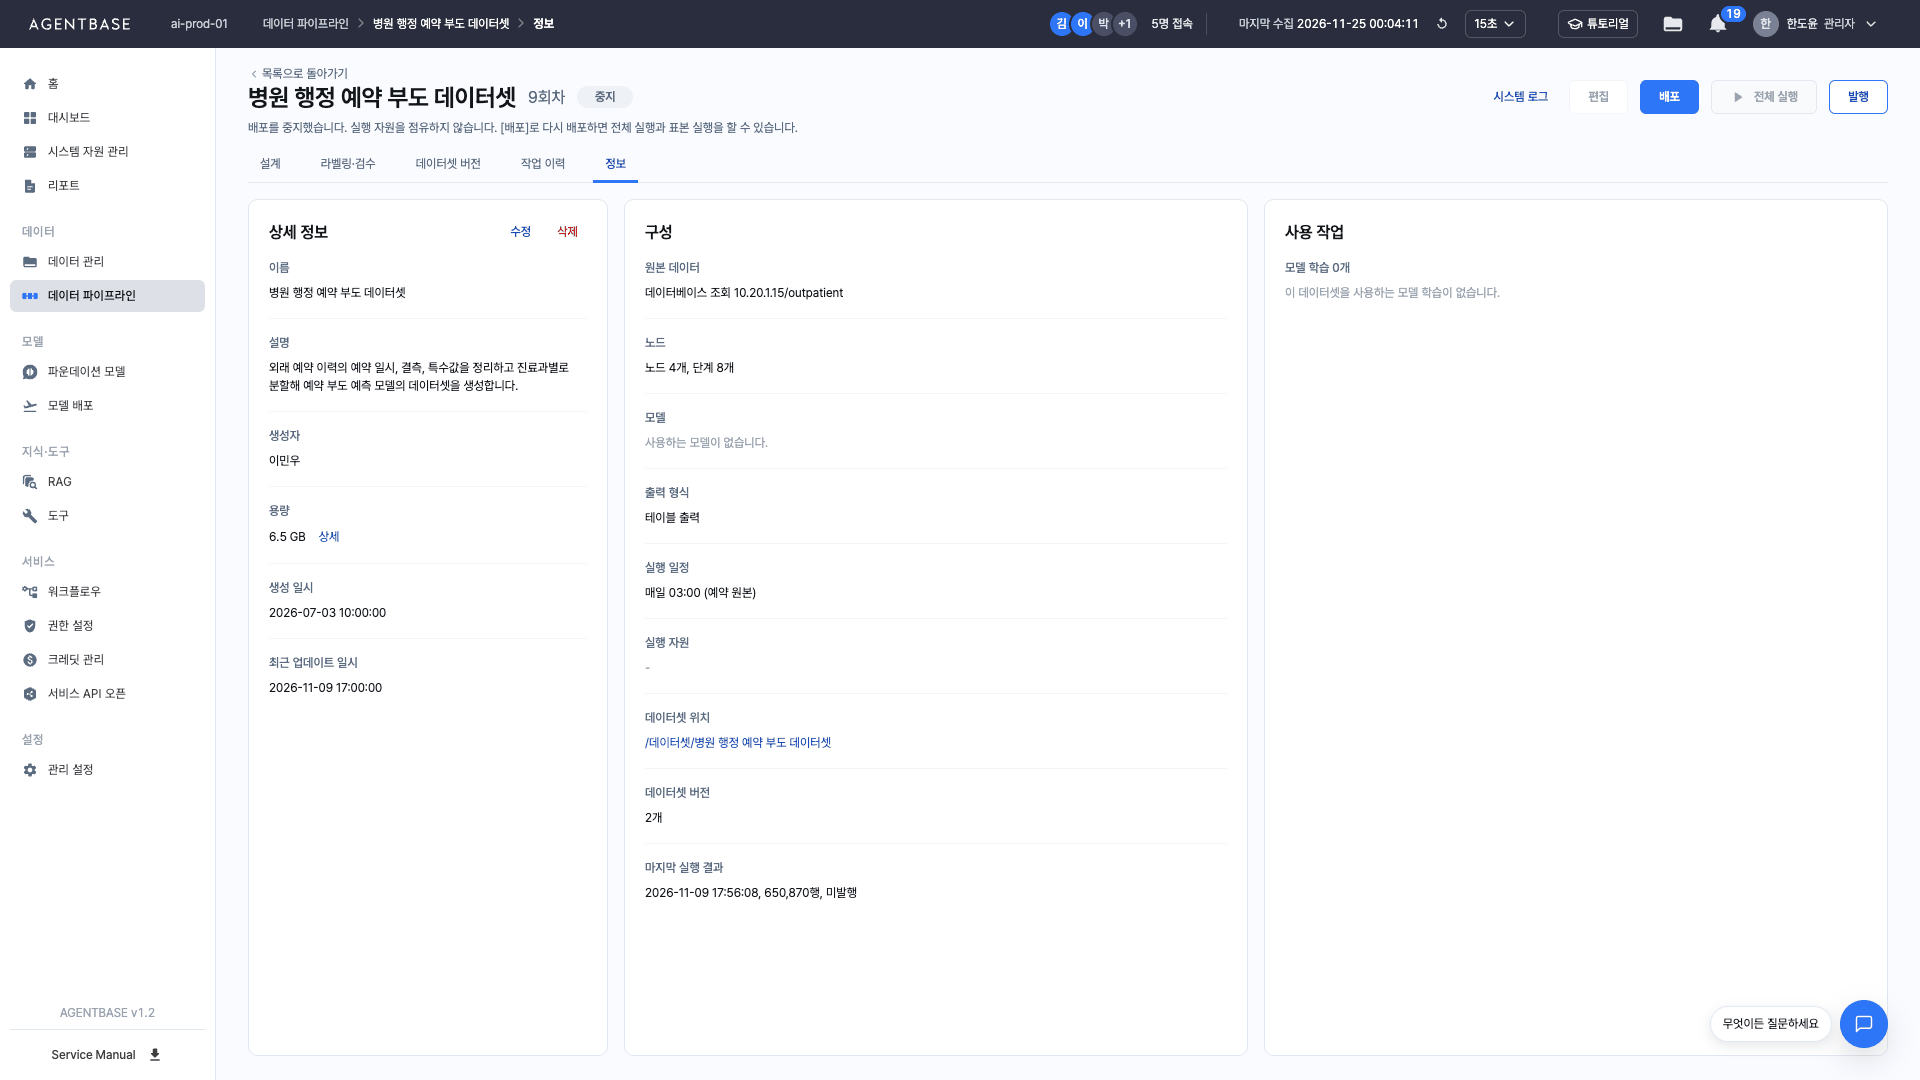 AGENTBASE
ai-prod-01
데이터 파이프라인 > 병원 행정 예약 부도 데이터셋 > 정보
김 이 박 +1 5명 접속
마지막 수집 2026-11-25 00:04:11
15초
튜토리얼
19
한 한도윤 관리자
홈
대시보드
시스템 자원 관리
리포트
데이터
데이터 관리
데이터 파이프라인
모델
파운데이션 모델
모델 배포
지식·도구
RAG
도구
서비스
워크플로우
권한 설정
크레딧 관리
서비스 API 오픈
설정
관리 설정
AGENTBASE v1.2
Service Manual
목록으로 돌아가기
병원 행정 예약 부도 데이터셋 9회차 중지
배포를 중지했습니다. 실행 자원을 점유하지 않습니다. [배포]로 다시 배포하면 전체 실행과 표본 실행을 할 수 있습니다.
시스템 로그 편집 배포 전체 실행 발행
설계 라벨링·검수 데이터셋 버전 작업 이력 정보
상세 정보 수정 삭제
이름
병원 행정 예약 부도 데이터셋
설명
외래 예약 이력의 예약 일시, 결측, 특수값을 정리하고 진료과별로
분할해 예약 부도 예측 모델의 데이터셋을 생성합니다.
생성자
이민우
용량
6.5 GB 상세
생성 일시
2026-07-03 10:00:00
최근 업데이트 일시
2026-11-09 17:00:00
구성
원본 데이터
데이터베이스 조회 10.20.1.15/outpatient
노드
노드 4개, 단계 8개
모델
사용하는 모델이 없습니다.
출력 형식
테이블 출력
실행 일정
매일 03:00 (예약 원본)
실행 자원
-
데이터셋 위치
/데이터셋/병원 행정 예약 부도 데이터셋
데이터셋 버전
2개
마지막 실행 결과
2026-11-09 17:56:08, 650,870행, 미발행
사용 작업
모델 학습 0개
이 데이터셋을 사용하는 모델 학습이 없습니다.
무엇이든 질문하세요